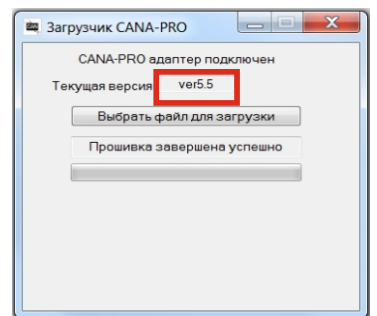 Загрузчик CANA-PRO
CANA-PRO адаптер подключен
Текущая версия ver5.5
Выбрать файл для загрузки
Прошивка завершена успешно